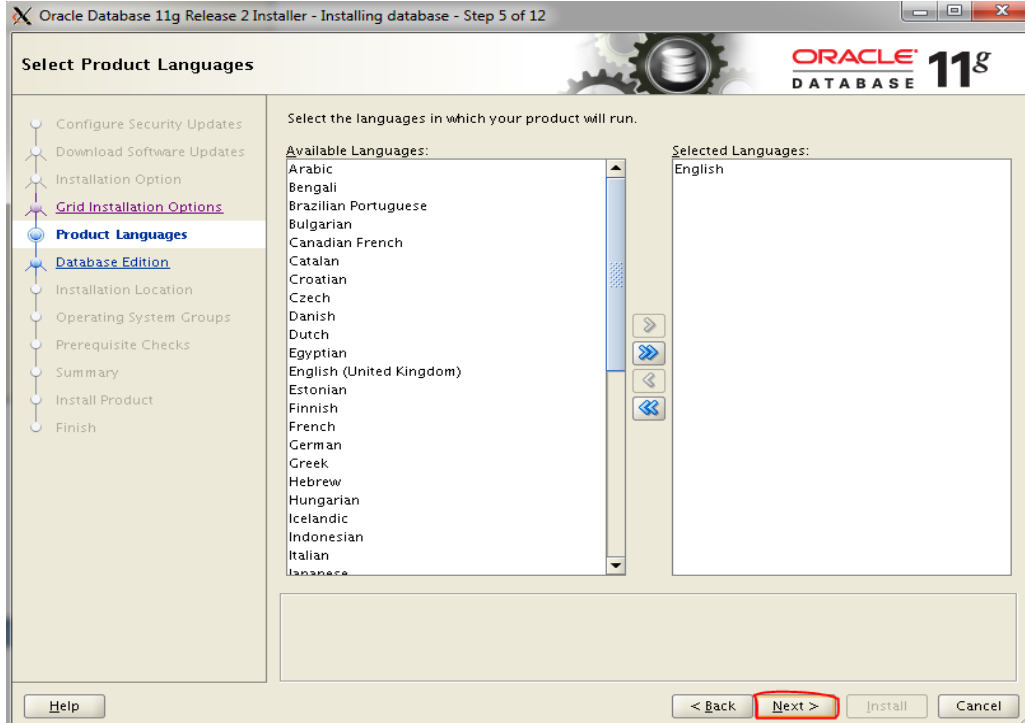 Oracle Database 11g Release 2 Installer - Installing database - Step 5 of 12
Select Product Languages
ORACLE DATABASE 11g
Configure Security Updates
Download Software Updates
Installation Option
Grid Installation Options
Product Languages
Database Edition
Installation Location
Operating System Groups
Prerequisite Checks
Summary
Install Product
Finish
Select the languages in which your product will run.
Available Languages:
Arabic
Bengali
Brazilian Portuguese
Bulgarian
Canadian French
Catalan
Croatian
Czech
Danish
Dutch
Egyptian
English (United Kingdom)
Estonian
Finnish
French
German
Greek
Hebrew
Hungarian
Icelandic
Indonesian
Italian
Japanese
Selected Languages:
English
Help
< Back
Next >
Install
Cancel